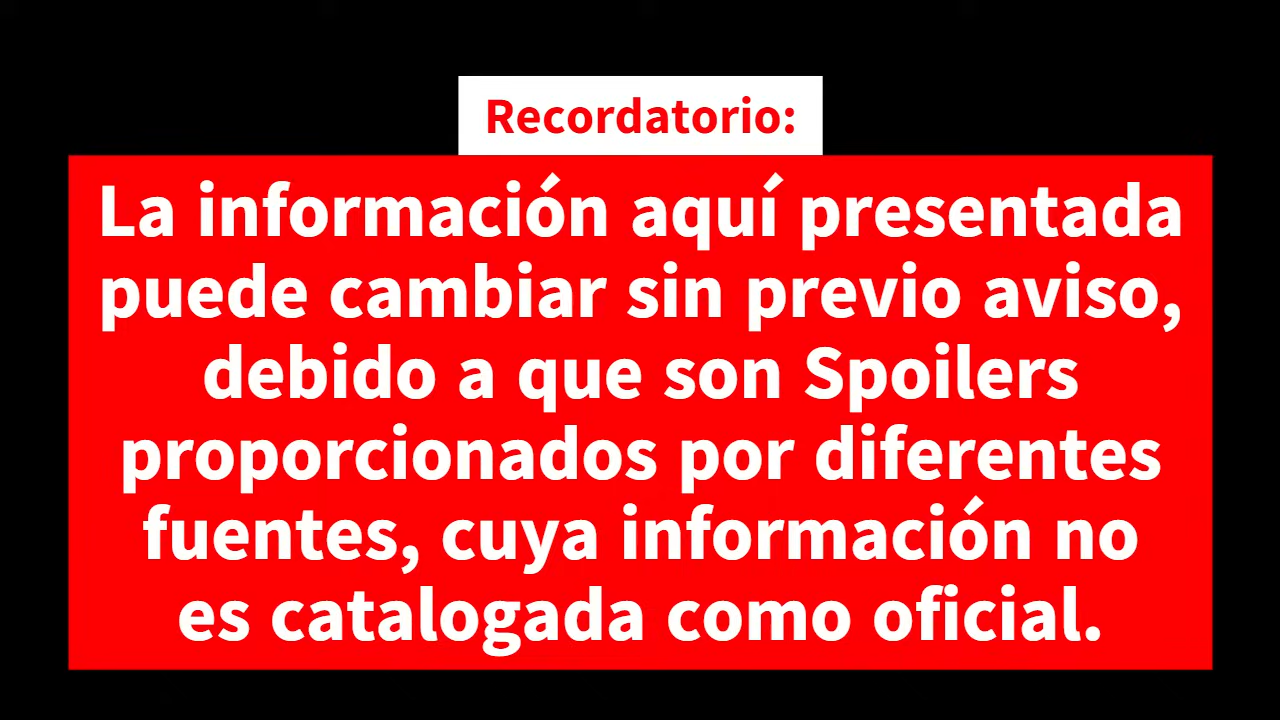 Recordatorio:
La información aquí presentada
puede cambiar sin previo aviso,
debido a que son Spoilers
proporcionados por diferentes
fuentes, cuya información no
es catalogada como oficial.